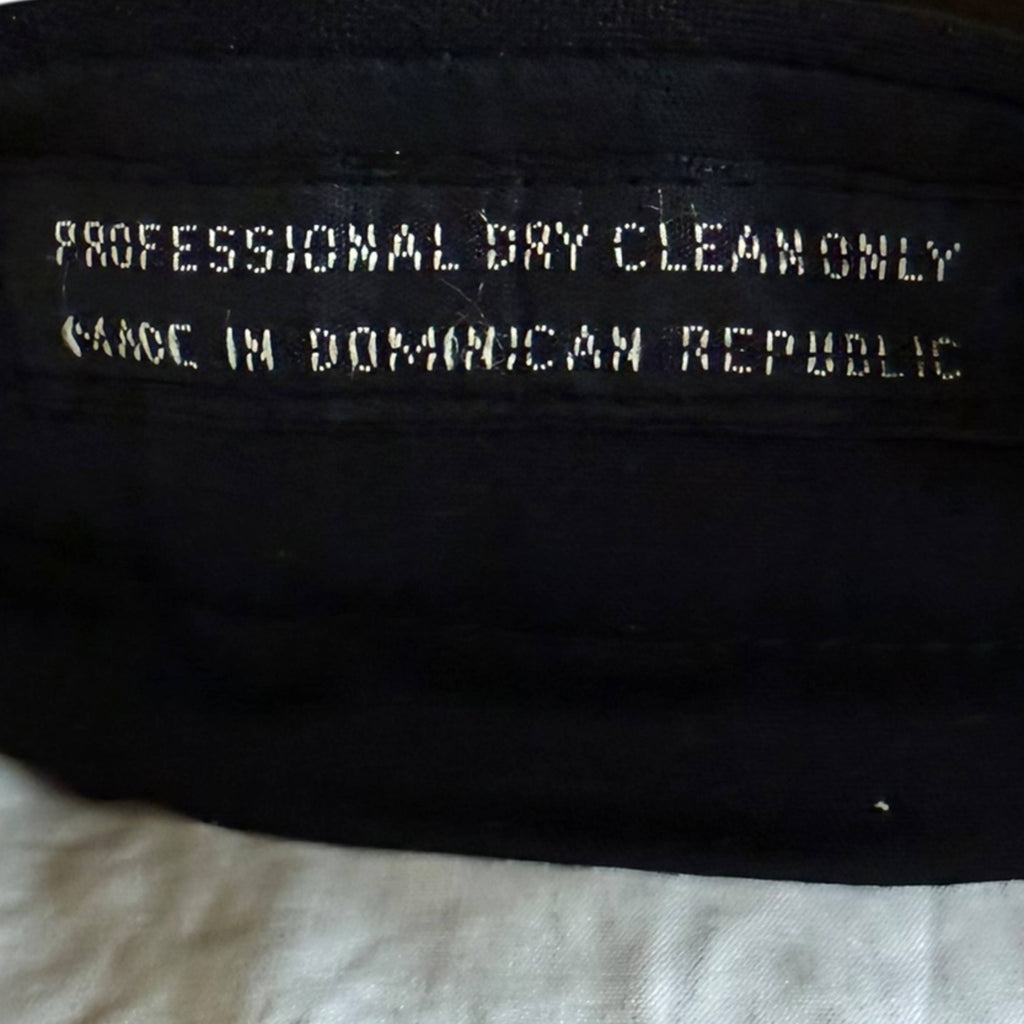 PROFESSIONAL DRY CLEAN ONLY
MADE IN DOMINICAN REPUBLIC